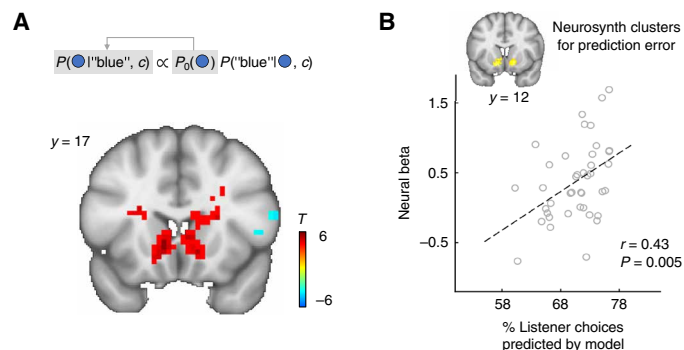 A
P(|"blue", c) ∝ P₀() P("blue"|, c)
y = 17
T
6
−6
B
Neurosynth clusters
for prediction error
y = 12
1.5
0.5
−0.5
Neural beta
r = 0.43
P = 0.005
58
68
78
% Listener choices
predicted by model